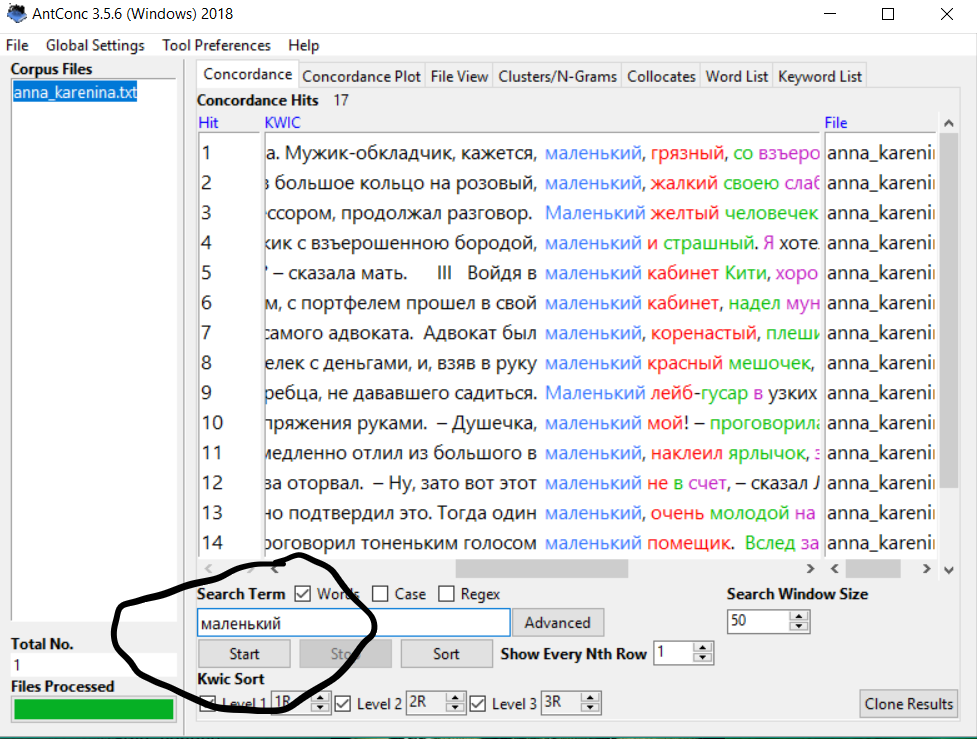 AntConc 3.5.6 (Windows) 2018
File Global Settings Tool Preferences Help
Corpus Files
anna_karenina.txt
Concordance Concordance Plot File View Clusters/N-Grams Collocates Word List Keyword List
Concordance Hits 17
Hit KWIC File
1 а. Мужик-обкладчик, кажется, маленький, грязный, со взъеро anna_kareni
2 в большое кольцо на розовый, маленький, жалкий своею слаб anna_kareni
3 ессором, продолжал разговор. Маленький желтый человечек anna_kareni
4 жик с взъерошенною бородой, маленький и страшный. Я хоте anna_kareni
5 – сказала мать. III Войдя в маленький кабинет Кити, хоро anna_kareni
6 м, с портфелем прошел в свой маленький кабинет, надел мун anna_kareni
7 самого адвоката. Адвокат был маленький, коренастый, плеши anna_kareni
8 елек с деньгами, и, взяв в руку маленький красный мешочек, anna_kareni
9 ребца, не дававшего садиться. Маленький лейб-гусар в узких anna_kareni
10 пряжения руками. – Душечка, маленький мой! – проговорила anna_kareni
11 медленно отлил из большого в маленький, наклеил ярлычок, з anna_kareni
12 ва оторвал. – Ну, зато вот этот маленький не в счет, – сказал Л anna_kareni
13 но подтвердил это. Тогда один маленький, очень молодой на anna_kareni
14 роговорил тоненьким голосом маленький помещик. Вслед за anna_kareni
Search Term Words Case Regex Search Window Size
маленький Advanced 50
Start Stop Sort Show Every Nth Row 1
Total No.
1
Files Processed
Kwic Sort
Level 1 1R Level 2 2R Level 3 3R Clone Results